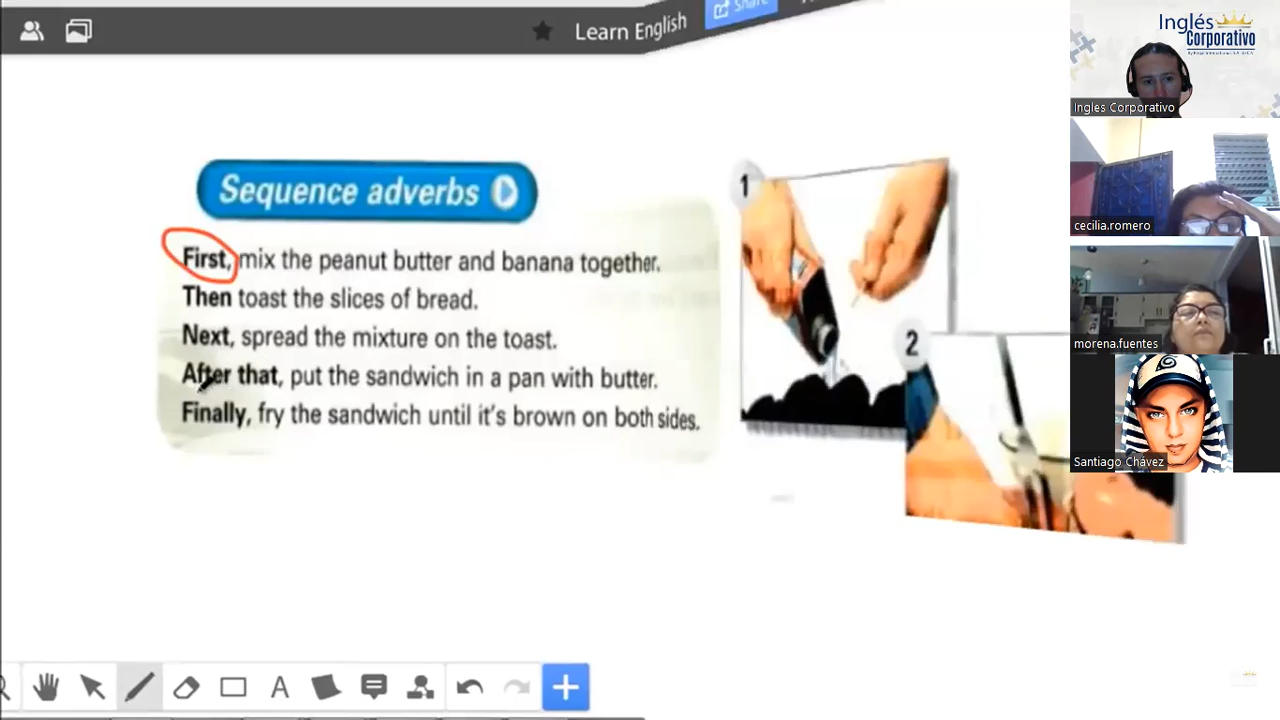 Learn English
Share
Sequence adverbs
First, mix the peanut butter and banana together.
Then toast the slices of bread.
Next, spread the mixture on the toast.
After that, put the sandwich in a pan with butter.
Finally, fry the sandwich until it's brown on both sides.
1
2
A
Inglés
Corporativo
Ingles Corporativo
cecilia.romero
morena.fuentes
Santiago Chávez